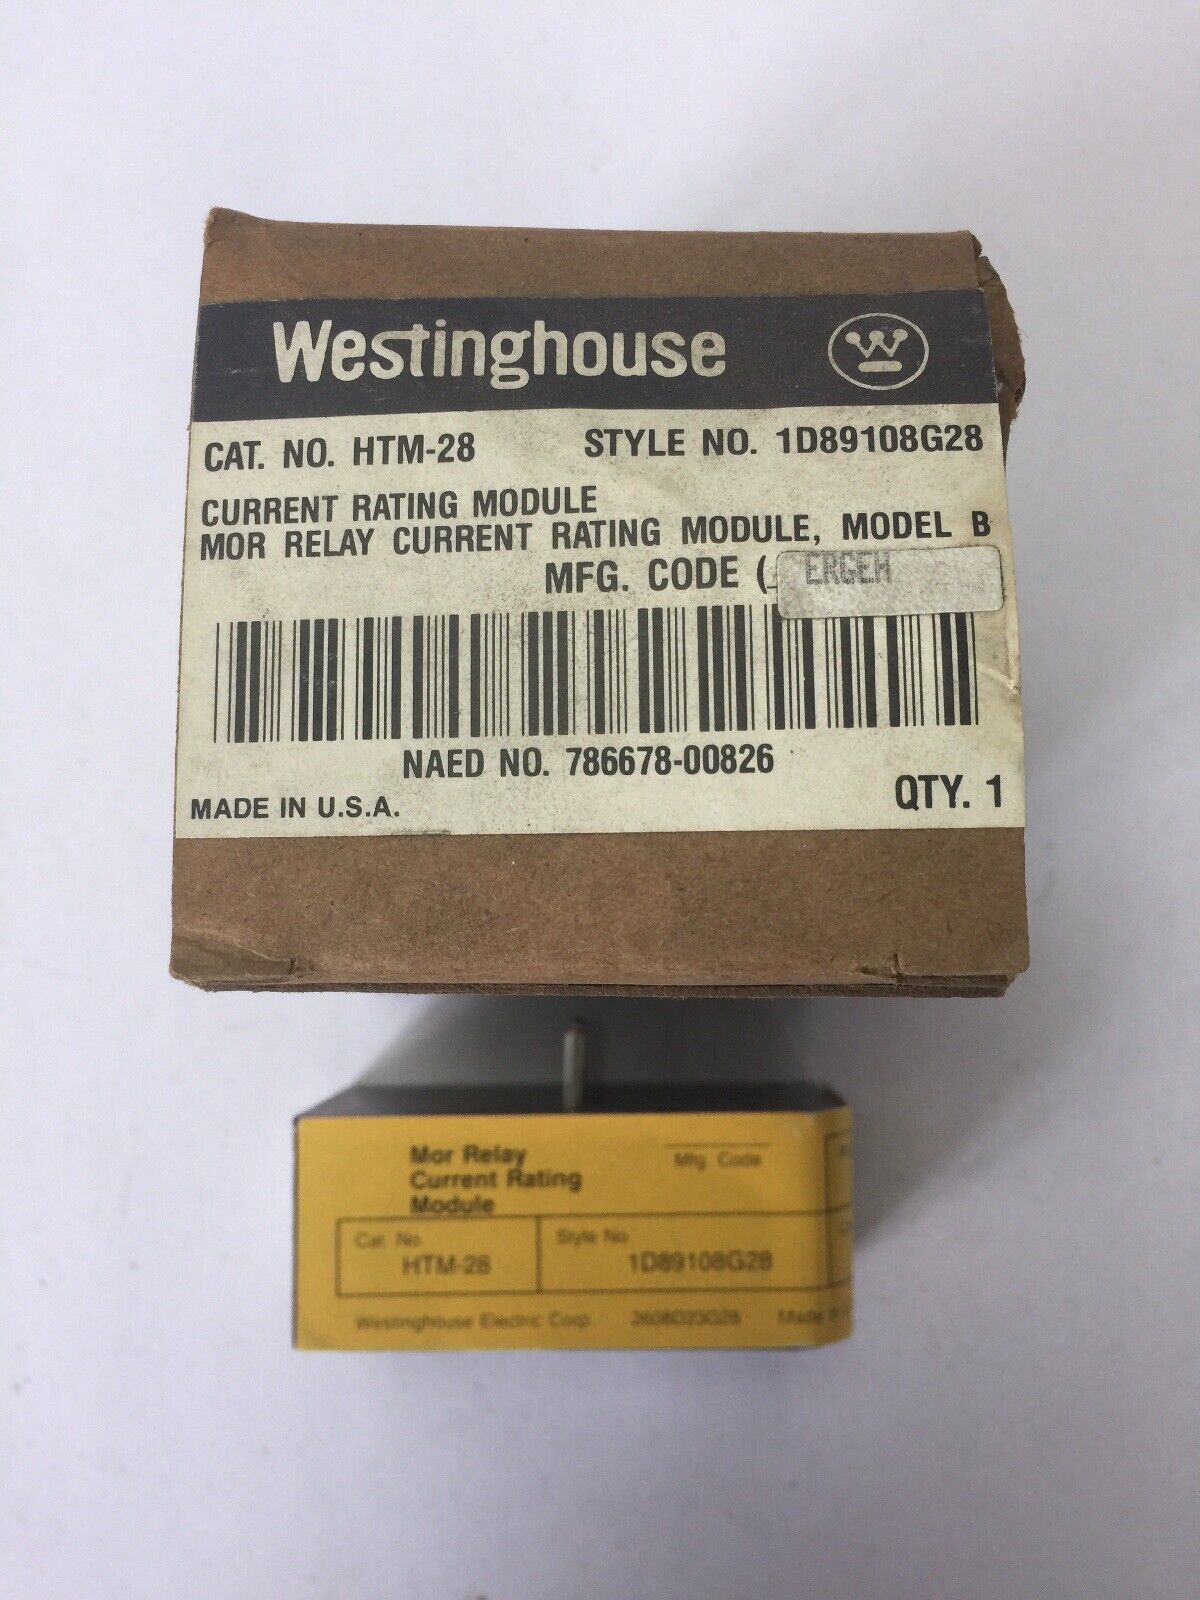 Westinghouse
CAT. NO. HTM-28 STYLE NO. 1D89108G28
CURRENT RATING MODULE
MOR RELAY CURRENT RATING MODULE, MODEL B
MFG. CODE ( ERGEH
NAED NO. 786678-00826
MADE IN U.S.A. QTY. 1
Mor Relay
Current Rating
Module
Mfg Code
Cat. No. Style No
HTM-28 1D89108G28
Westinghouse Electric Corp. 2608D23G28 Made